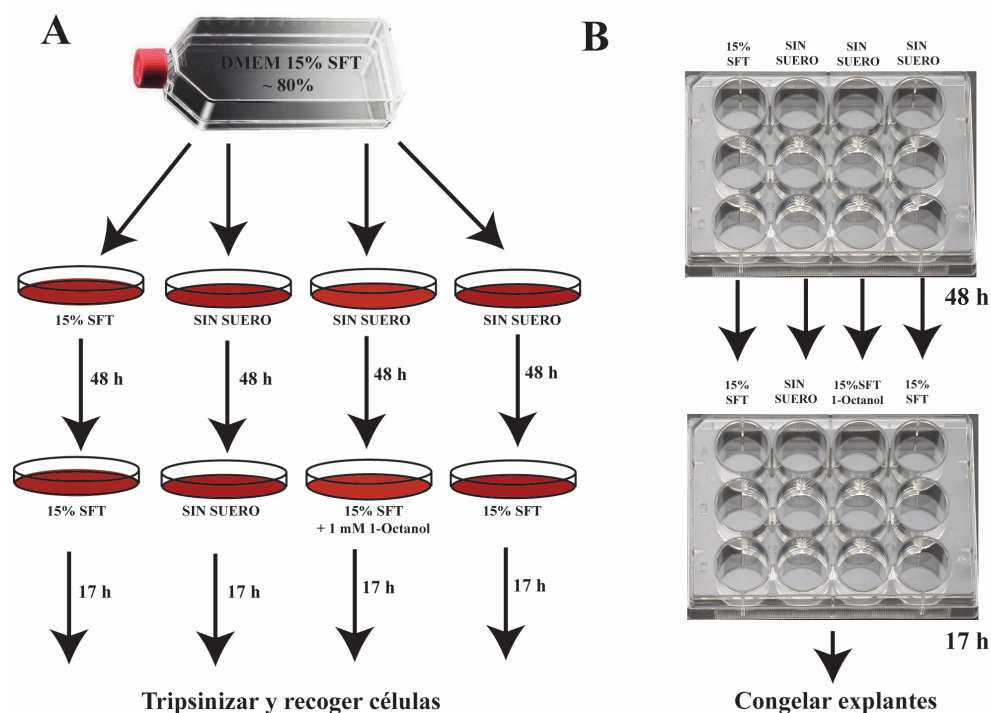 A
DMEM 15% SFT
~ 80%
15% SFT
SIN SUERO
SIN SUERO
SIN SUERO
48 h
48 h
48 h
48 h
15% SFT
SIN SUERO
15% SFT
+ 1 mM 1-Octanol
15% SFT
17 h
17 h
17 h
17 h
Tripsinizar y recoger células
B
15%
SFT
SIN
SUERO
SIN
SUERO
SIN
SUERO
48 h
15%
SFT
SIN
SUERO
15%SFT
1-Octanol
15%
SFT
17 h
Congelar explantes